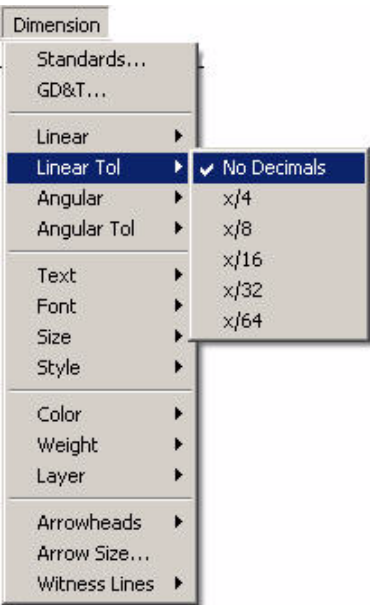 Dimension
Standards...
GD&T...
Linear
Linear Tol
Angular
Angular Tol
Text
Font
Size
Style
Color
Weight
Layer
Arrowheads
Arrow Size...
Witness Lines
No Decimals
x/4
x/8
x/16
x/32
x/64